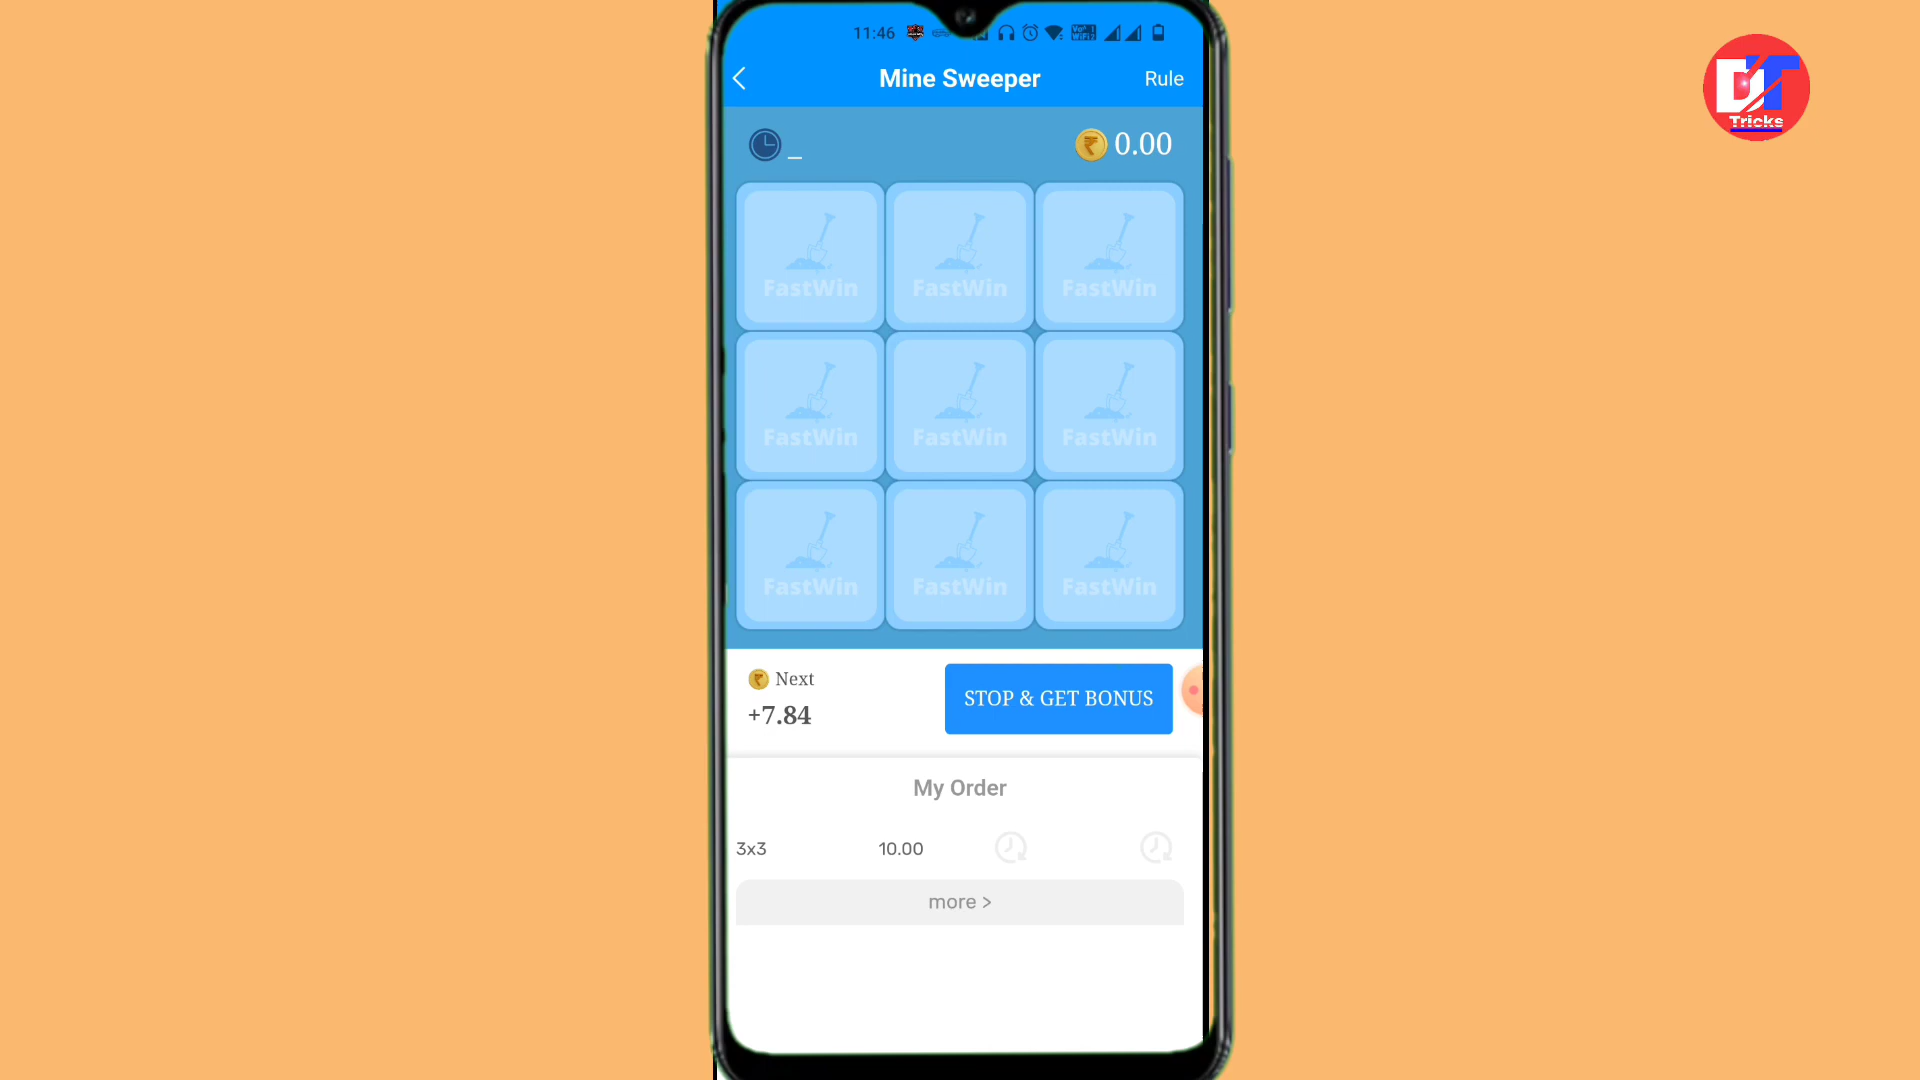 11:46
Mine Sweeper
Rule
_
0.00
FastWin FastWin FastWin
FastWin FastWin FastWin
FastWin FastWin FastWin
Next
+7.84
STOP & GET BONUS
My Order
3x3 10.00
more >
DT
Tricks